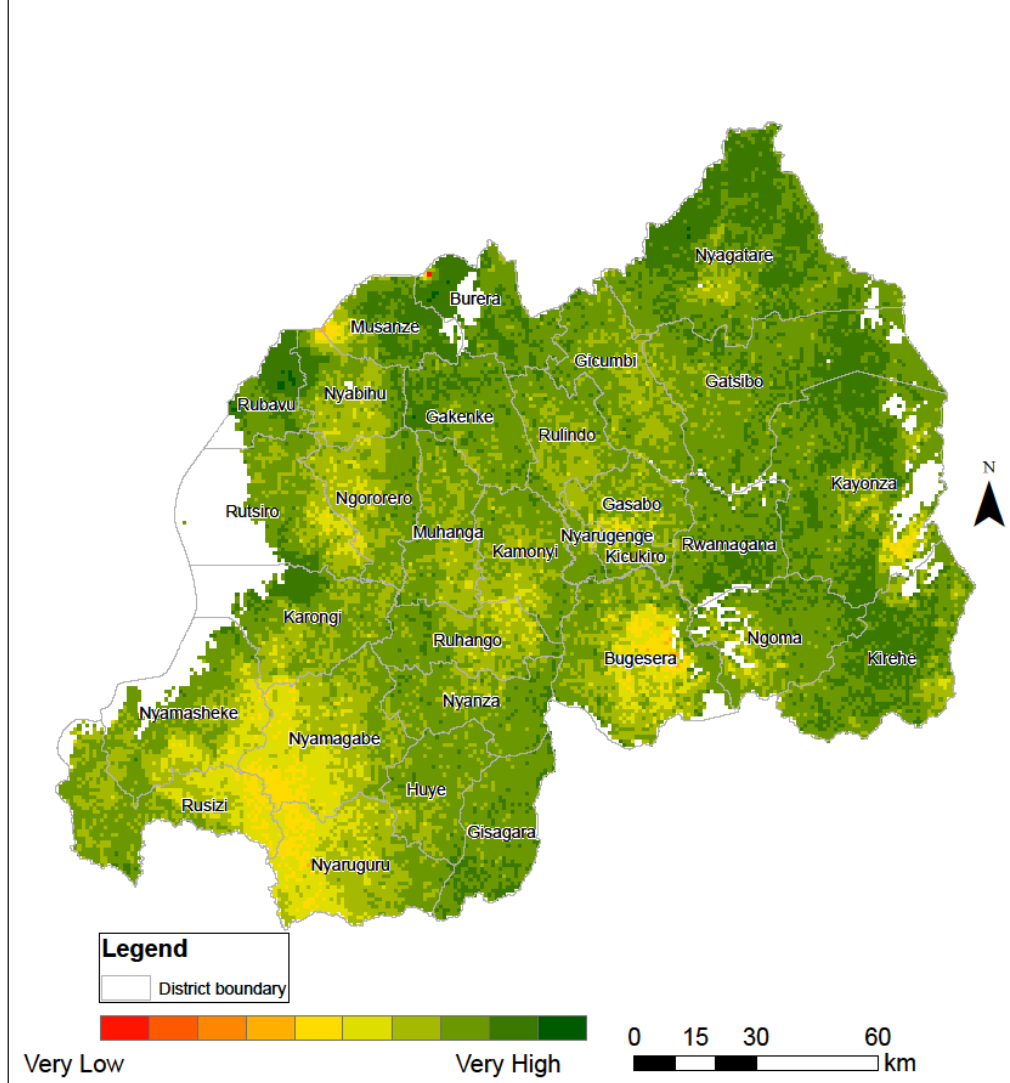 Nyagatare
Burera
Musanze
Gicumbi
Gatsibo
Nyabihu
Rubavu
Gakenke
Rulindo
Kayonza
Ngororero
Gasabo
Rutsiro
Muhanga
Nyarugenge
Kamonyi
Kicukiro
Rwamagana
Karongi
Ruhango
Ngoma
Bugesera
Kirehe
Nyanza
Nyamasheke
Nyamagabe
Huye
Rusizi
Gisagara
Nyaruguru
N
Legend
District boundary
Very Low
Very High
0 15 30 60
km